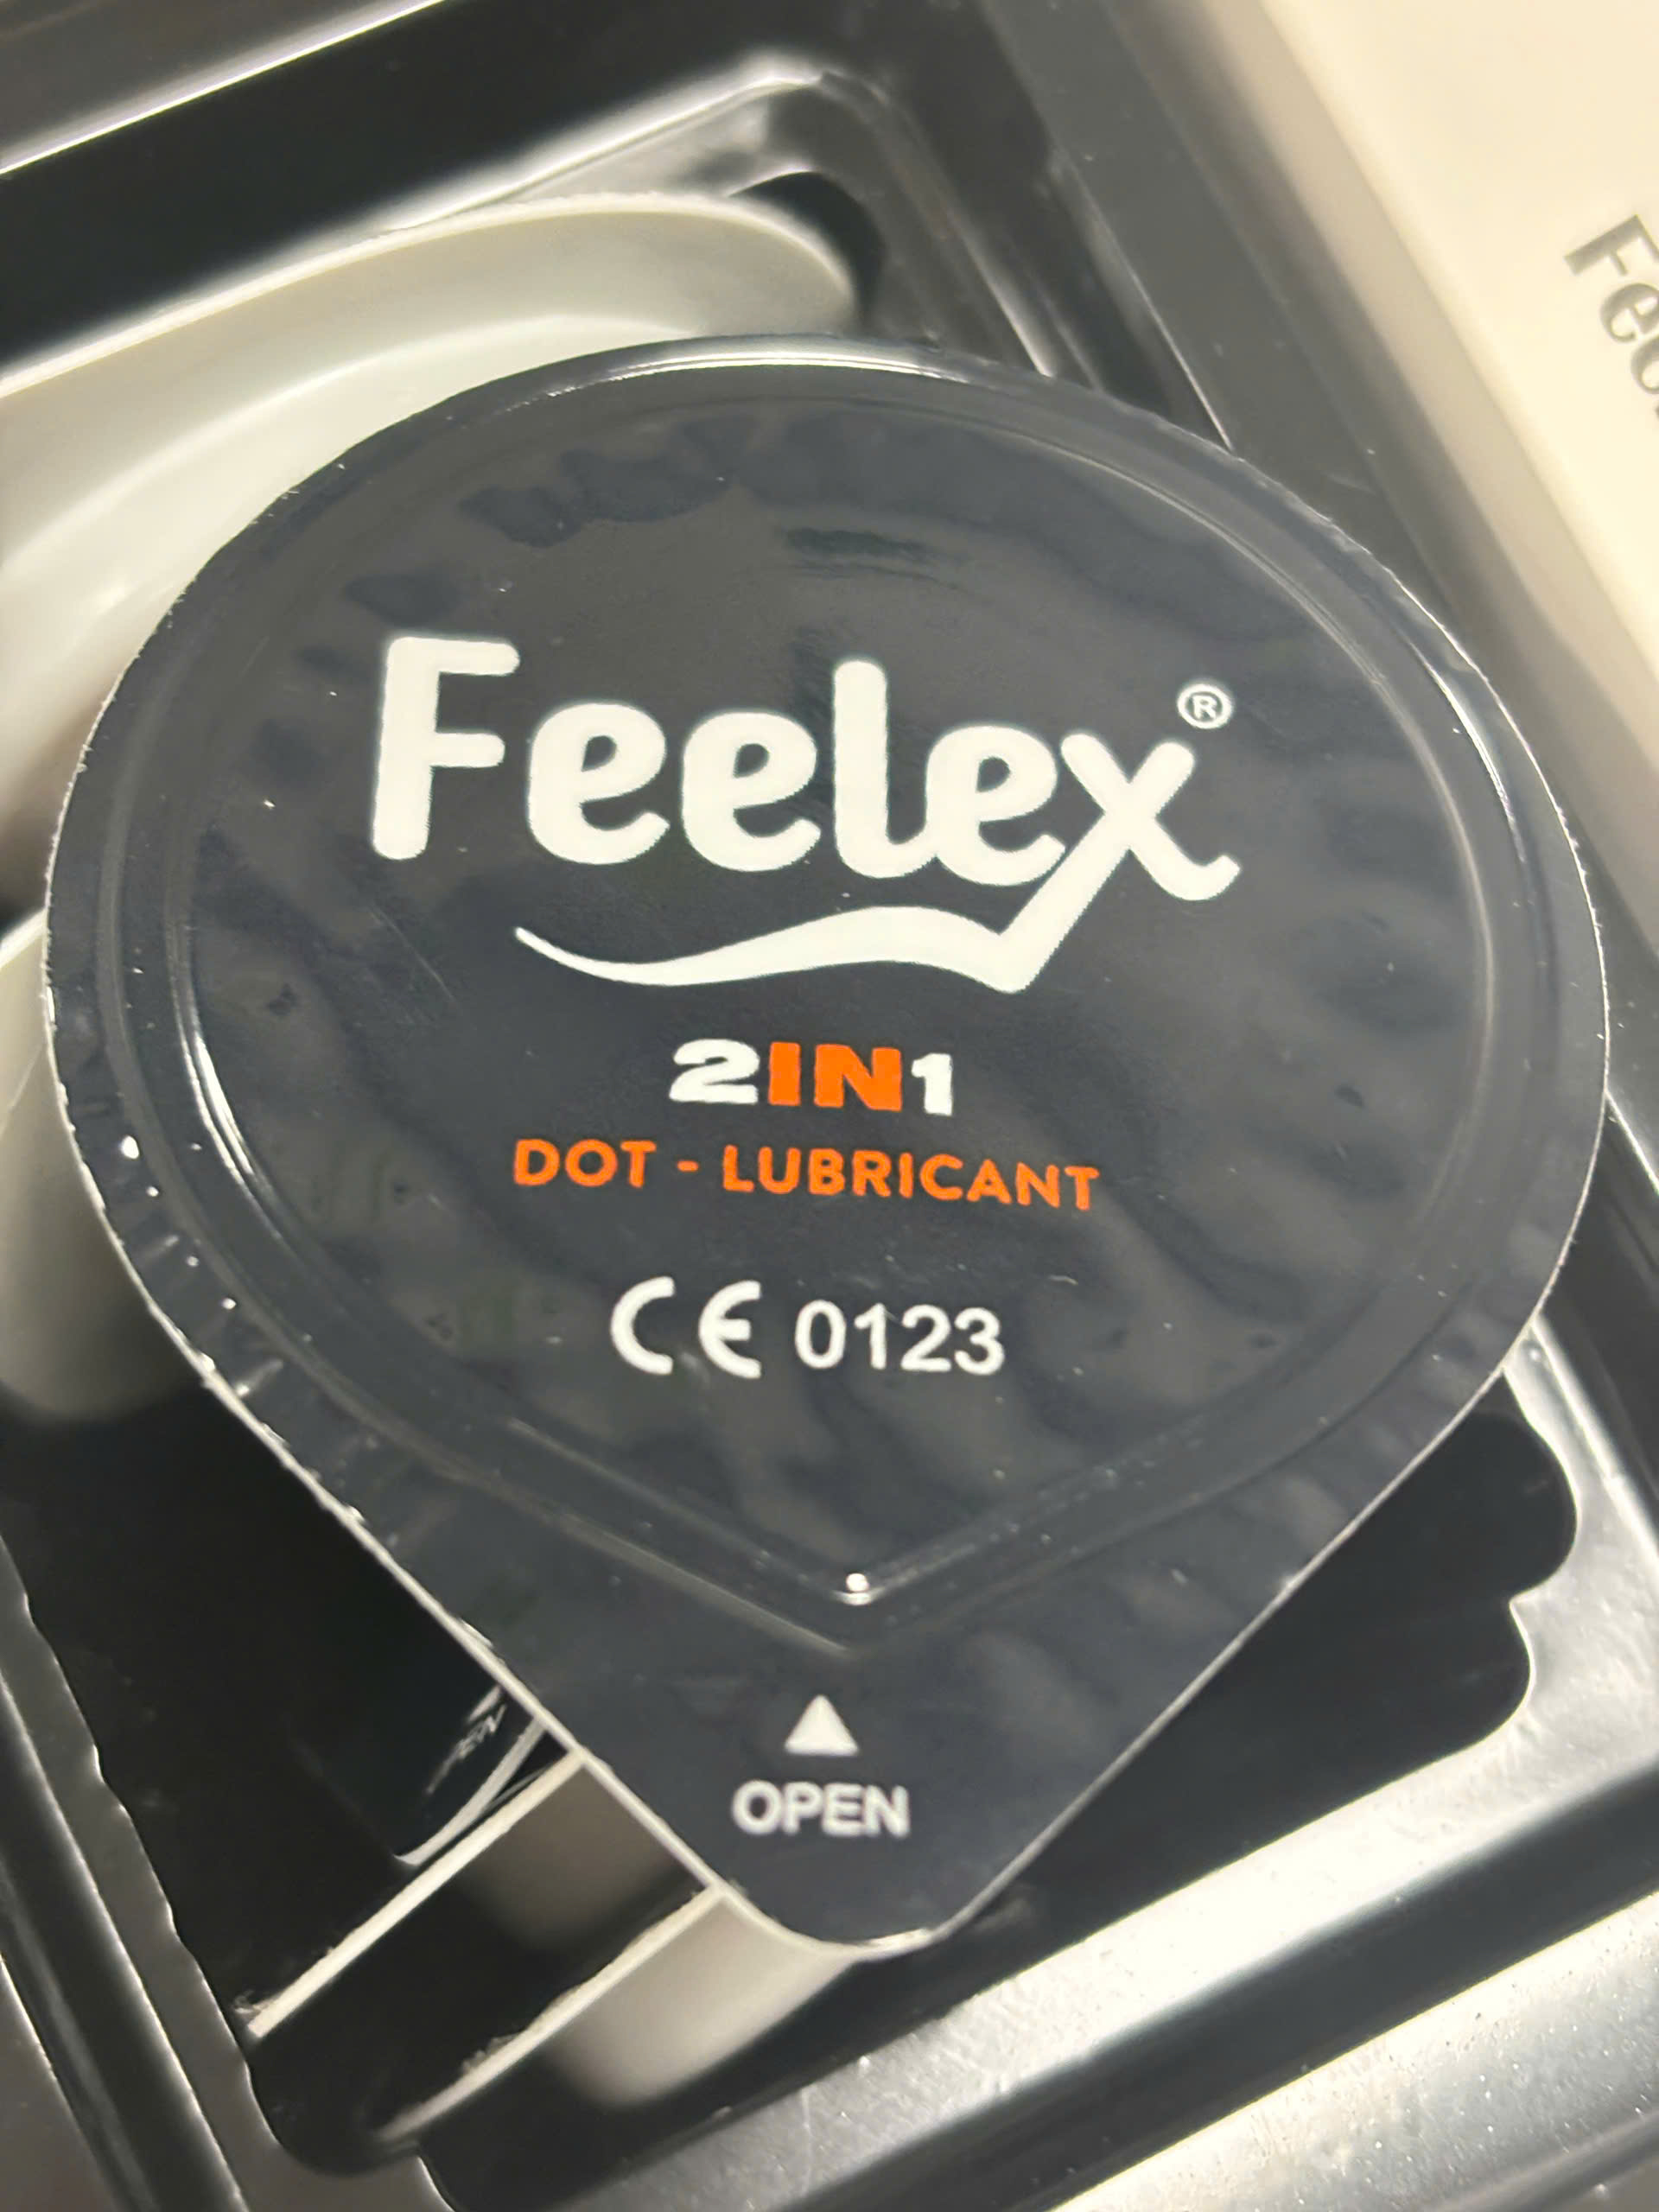 Feelex®
2IN1
DOT - LUBRICANT
CE 0123
OPEN